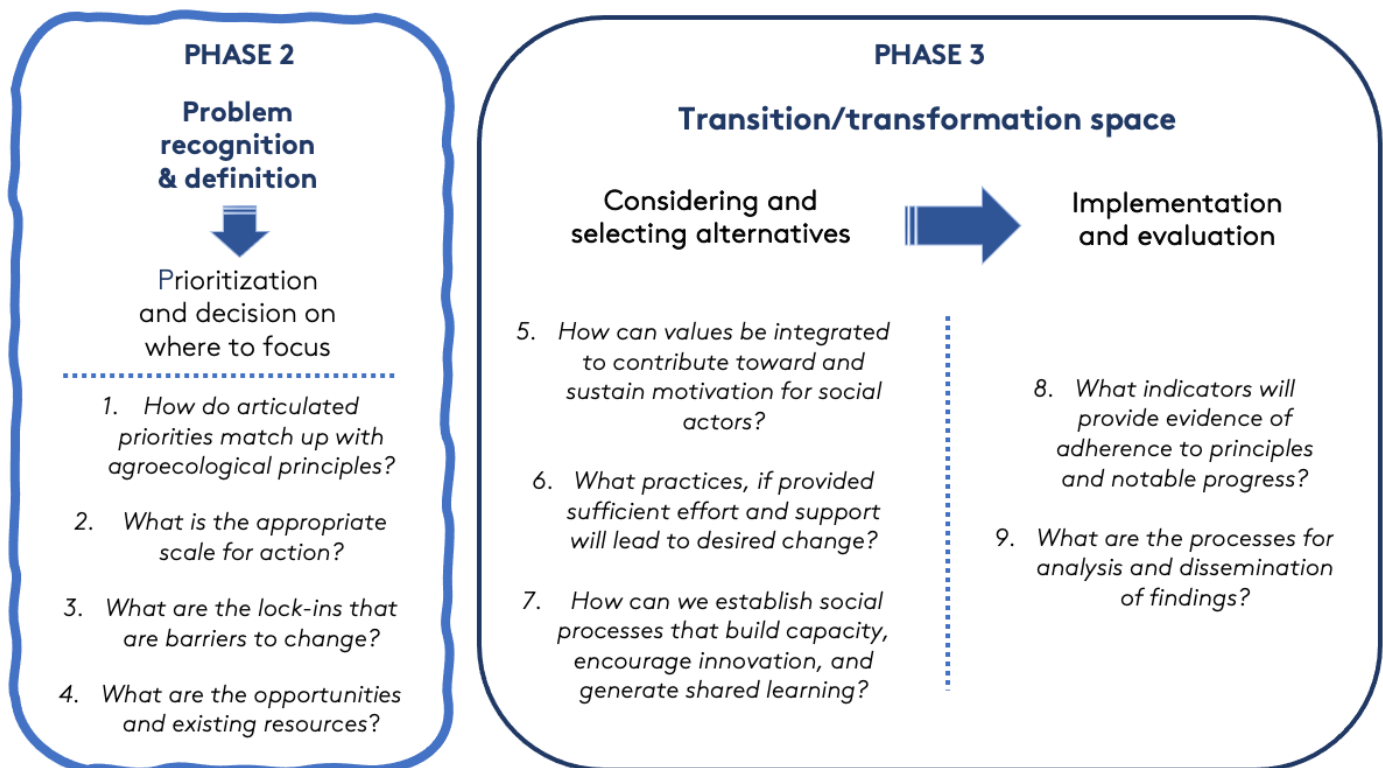 PHASE 2
Problem
recognition
& definition
Prioritization
and decision on
where to focus
1. How do articulated
priorities match up with
agroecological principles?
2. What is the appropriate
scale for action?
3. What are the lock-ins that
are barriers to change?
4. What are the opportunities
and existing resources?
PHASE 3
Transition/transformation space
Considering and
selecting alternatives
5. How can values be integrated
to contribute toward and
sustain motivation for social
actors?
6. What practices, if provided
sufficient effort and support
will lead to desired change?
7. How can we establish social
processes that build capacity,
encourage innovation, and
generate shared learning?
Implementation
and evaluation
8. What indicators will
provide evidence of
adherence to principles
and notable progress?
9. What are the processes for
analysis and dissemination
of findings?